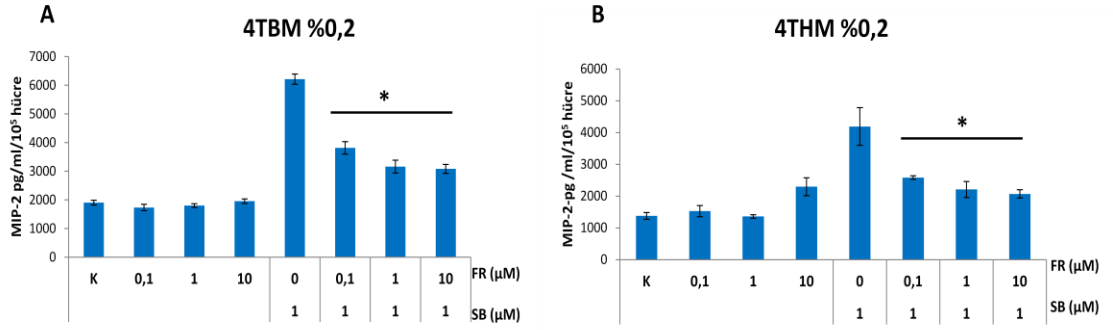 A
4TBM %0,2
MIP-2 pg/ml/10⁵ hücre
7000
6000
5000
4000
3000
2000
1000
0
*
K 0,1 1 10 0 0,1 1 10 FR (µM)
1 1 1 1 SB (µM)
B
4THM %0,2
MIP-2-pg /ml/10⁵ hücre
6000
5000
4000
3000
2000
1000
0
*
K 0,1 1 10 0 0,1 1 10 FR (µM)
1 1 1 1 SB (µM)